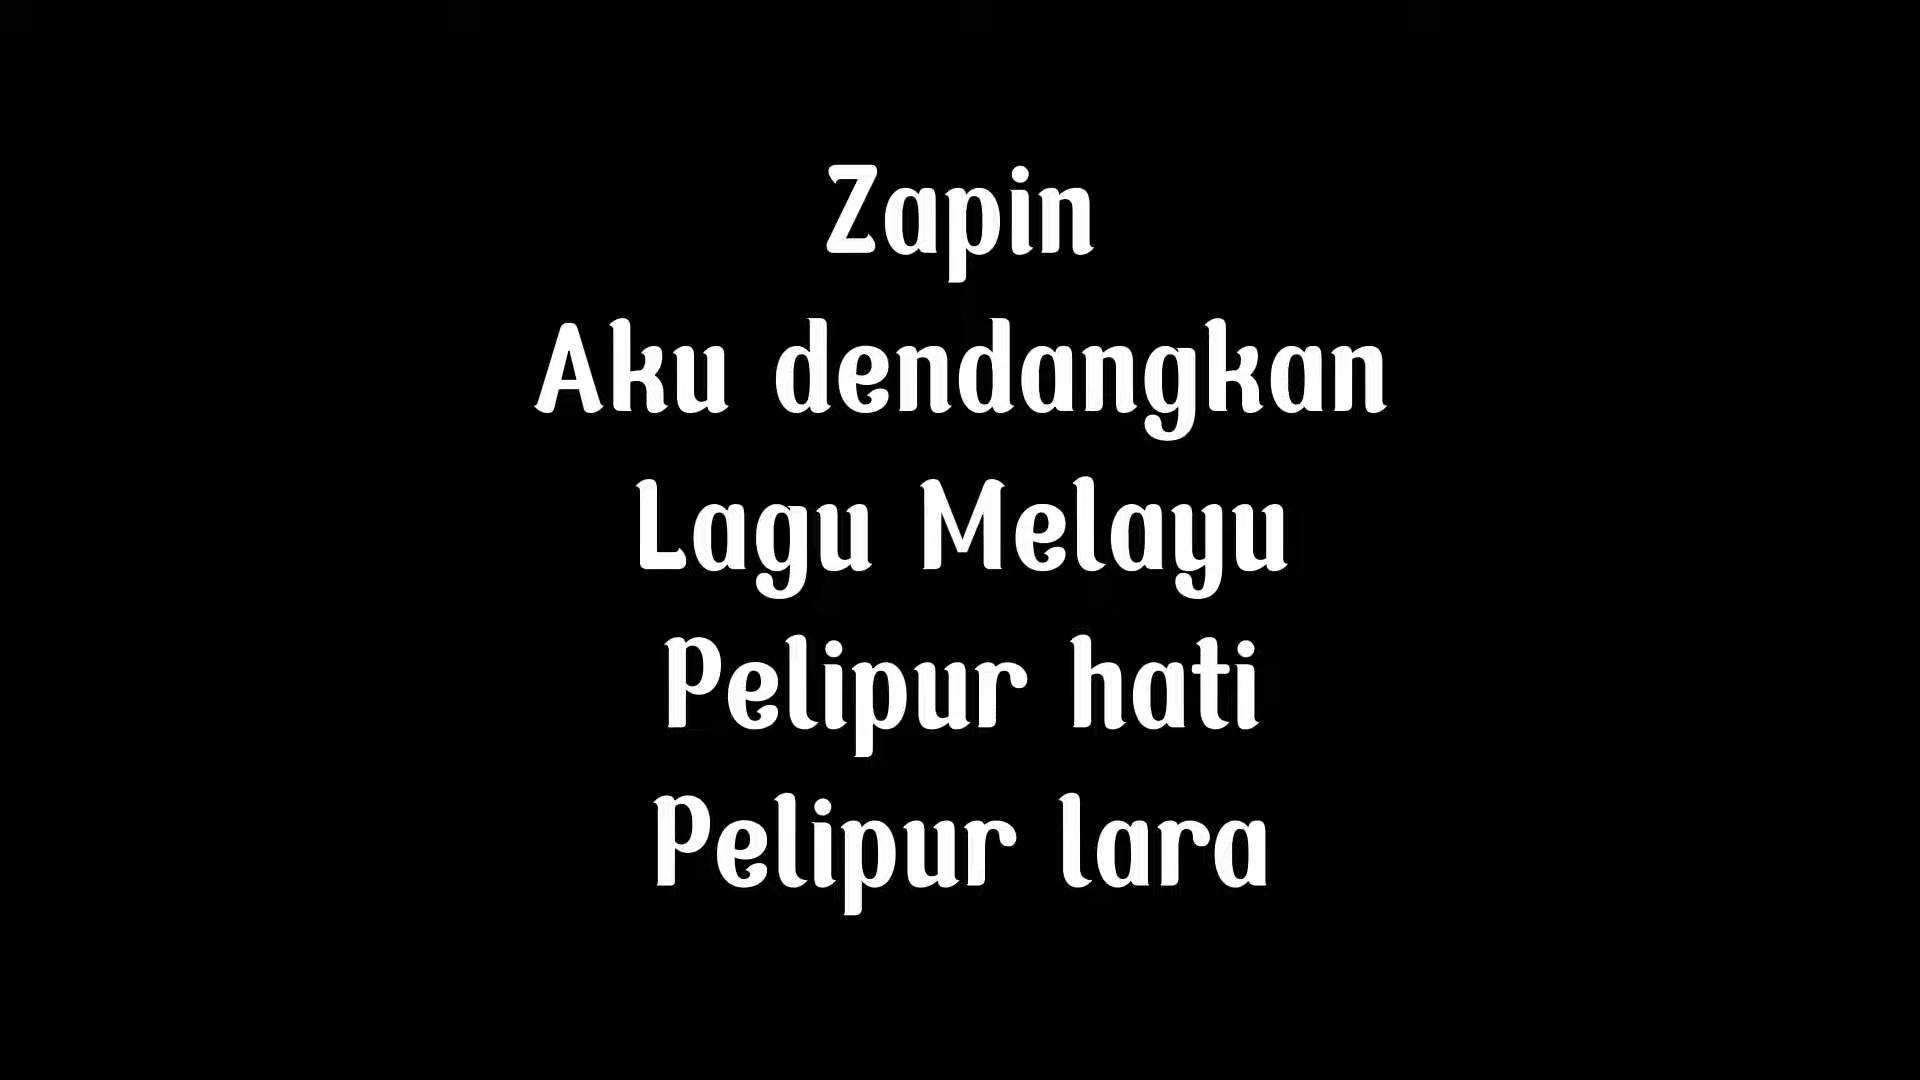 Zapin
Aku dendangkan
Lagu Melayu
Pelipur hati
Pelipur lara